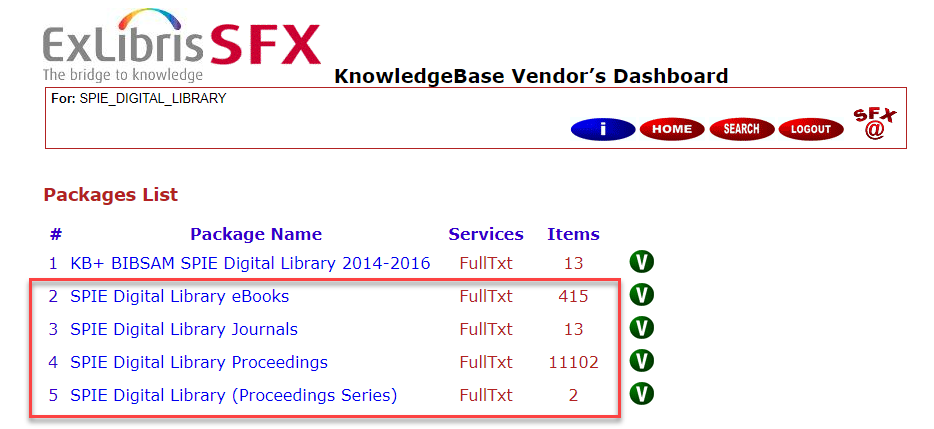 ExLibris SFX
The bridge to knowledge
KnowledgeBase Vendor's Dashboard
For: SPIE_DIGITAL_LIBRARY
i HOME SEARCH LOGOUT SFX @
Packages List
# Package Name Services Items
1 KB+ BIBSAM SPIE Digital Library 2014-2016 FullTxt 13 V
2 SPIE Digital Library eBooks FullTxt 415 V
3 SPIE Digital Library Journals FullTxt 13 V
4 SPIE Digital Library Proceedings FullTxt 11102 V
5 SPIE Digital Library (Proceedings Series) FullTxt 2 V